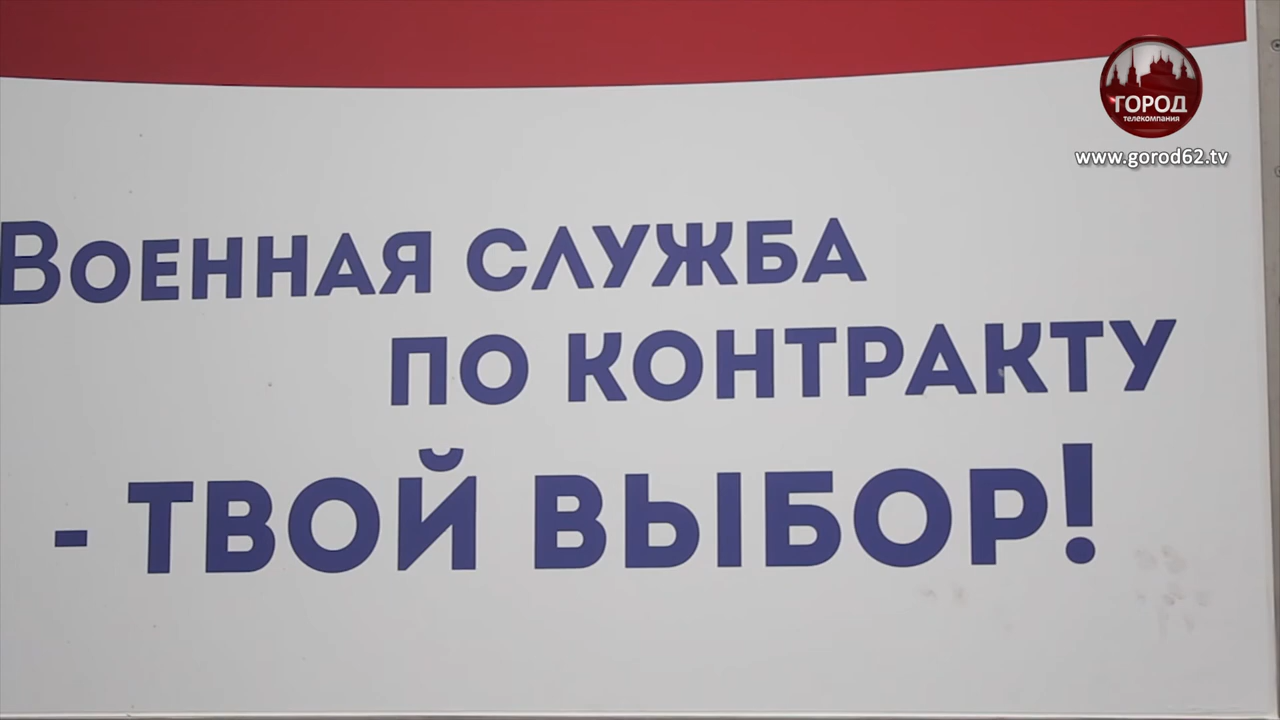 ГОРОД
телекомпания
www.gorod62.tv
Военная служба
по контракту
- твой выбор!